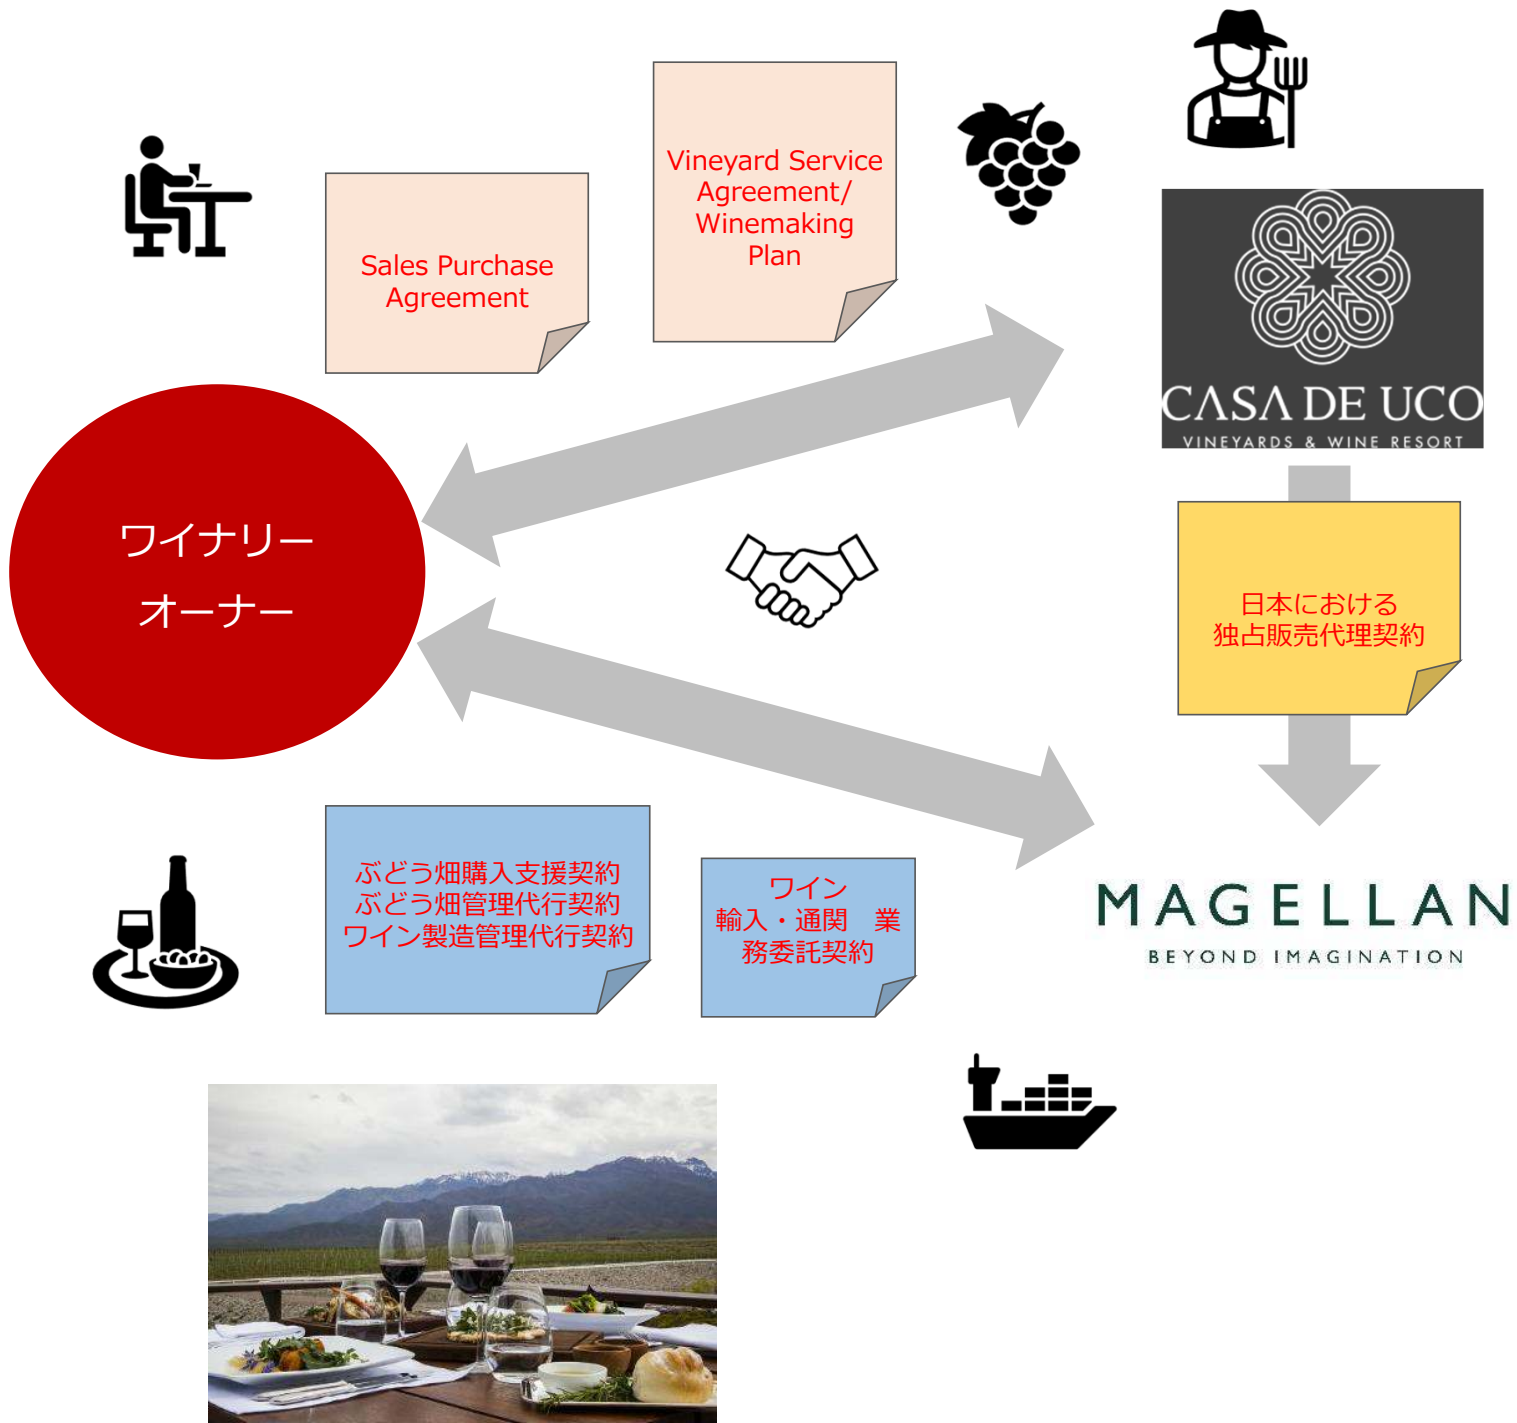 Vineyard Service
Agreement/
Winemaking
Plan
Sales Purchase
Agreement
CASA DE UCO
VINEYARDS & WINE RESORT
ワイナリー
オーナー
日本における
独占販売代理契約
ぶどう畑購入支援契約
ぶどう畑管理代行契約
ワイン製造管理代行契約
ワイン
輸入・通関　業
務委託契約
MAGELLAN
BEYOND IMAGINATION